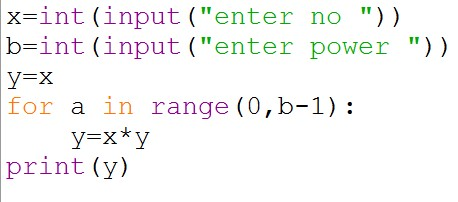 x=int(input("enter no "))
b=int(input("enter power "))
y=x
for a in range(0,b-1):
    y=x*y
print(y)